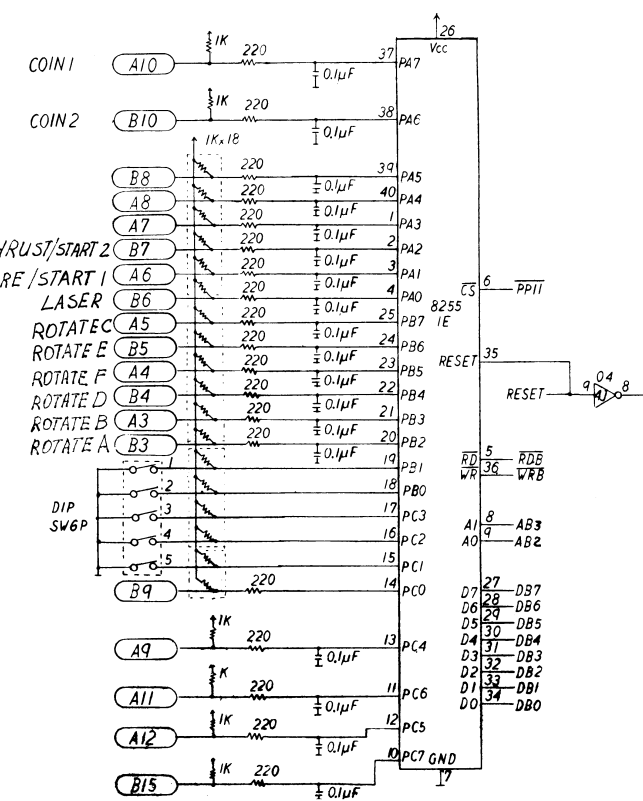 26
Vcc
COIN 1 A10 1K 220 0.1µF 37 PA7
COIN 2 B10 1K 220 0.1µF 38 PA6
1K x 18
B8 220 0.1µF 39 PA5
A8 220 0.1µF 40 PA4
A7 220 0.1µF 1 PA3
HRUST/START 2 B7 220 0.1µF 2 PA2
RE/START 1 A6 220 0.1µF 3 PA1
LASER B6 220 0.1µF 4 PA0
ROTATE C A5 220 0.1µF 25 PB7
ROTATE E B5 220 0.1µF 24 PB6
ROTATE F A4 220 0.1µF 23 PB5
ROTATE D B4 220 0.1µF 22 PB4
ROTATE B A3 220 0.1µF 21 PB3
ROTATE A B3 220 0.1µF 20 PB2
DIP
SW6P
1 19 PB1
2 18 PB0
3 17 PC3
4 16 PC2
5 15 PC1
B9 220 14 PC0
A9 1K 220 0.1µF 13 PC4
A11 K 220 0.1µF 11 PC6
A12 1K 220 0.1µF 12 PC5
B15 1K 220 0.1µF 10 PC7
GND
7
8255
1E
CS 6 PPI1
RESET 35
RESET 9 04 8
RD 5 RDB
WR 36 WRB
A1 8 AB3
A0 9 AB2
D7 27 DB7
D6 28 DB6
D5 29 DB5
D4 30 DB4
D3 31 DB3
D2 32 DB2
D1 33 DB1
D0 34 DB0